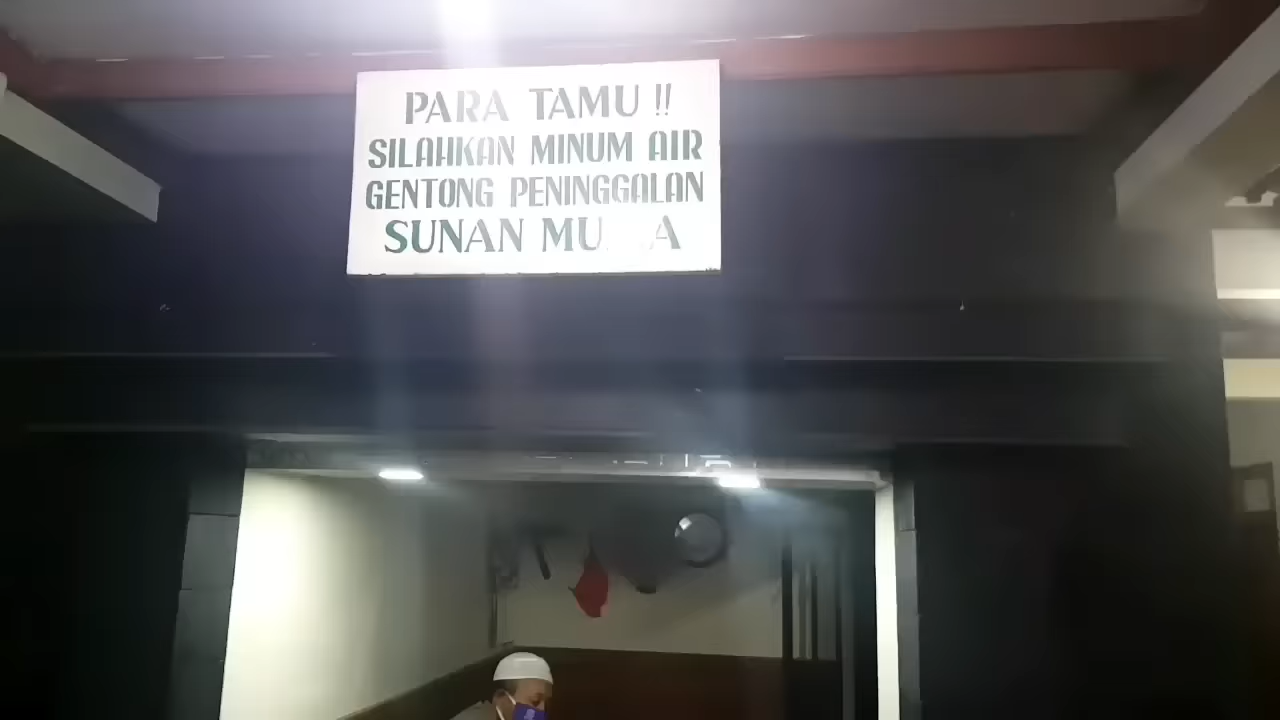 PARA TAMU !!
SILAHKAN MINUM AIR
GENTONG PENINGGALAN
SUNAN